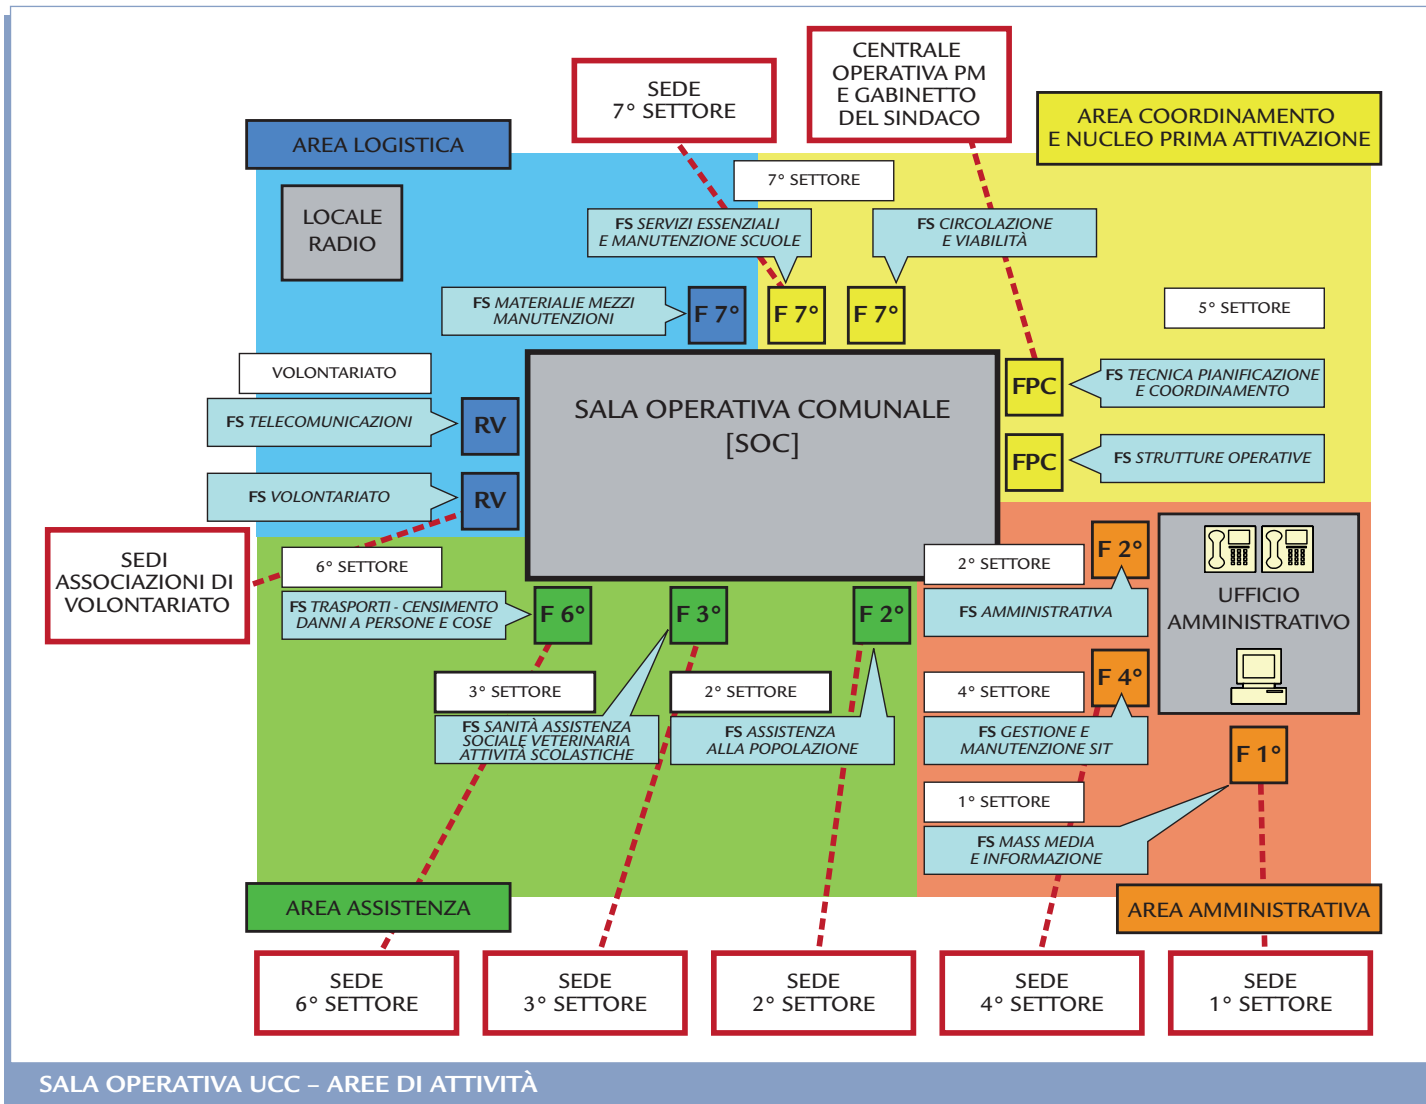 CENTRALE
OPERATIVA PM
E GABINETTO
DEL SINDACO
SEDE
7° SETTORE
AREA COORDINAMENTO
E NUCLEO PRIMA ATTIVAZIONE
AREA LOGISTICA
7° SETTORE
LOCALE
RADIO
FS SERVIZI ESSENZIALI
E MANUTENZIONE SCUOLE
FS CIRCOLAZIONE
E VIABILITÀ
FS MATERIALIE MEZZI
MANUTENZIONI
F 7°
F 7°
F 7°
5° SETTORE
VOLONTARIATO
FS TELECOMUNICAZIONI
RV
SALA OPERATIVA COMUNALE
[SOC]
FPC
FS TECNICA PIANIFICAZIONE
E COORDINAMENTO
FPC
FS STRUTTURE OPERATIVE
FS VOLONTARIATO
RV
SEDI
ASSOCIAZIONI DI
VOLONTARIATO
6° SETTORE
FS TRASPORTI - CENSIMENTO
DANNI A PERSONE E COSE
F 6°
F 3°
F 2°
2° SETTORE
F 2°
FS AMMINISTRATIVA
UFFICIO
AMMINISTRATIVO
3° SETTORE
FS SANITÀ ASSISTENZA
SOCIALE VETERINARIA
ATTIVITÀ SCOLASTICHE
2° SETTORE
FS ASSISTENZA
ALLA POPOLAZIONE
4° SETTORE
F 4°
FS GESTIONE E
MANUTENZIONE SIT
F 1°
1° SETTORE
FS MASS MEDIA
E INFORMAZIONE
AREA ASSISTENZA
AREA AMMINISTRATIVA
SEDE
6° SETTORE
SEDE
3° SETTORE
SEDE
2° SETTORE
SEDE
4° SETTORE
SEDE
1° SETTORE
SALA OPERATIVA UCC – AREE DI ATTIVITÀ